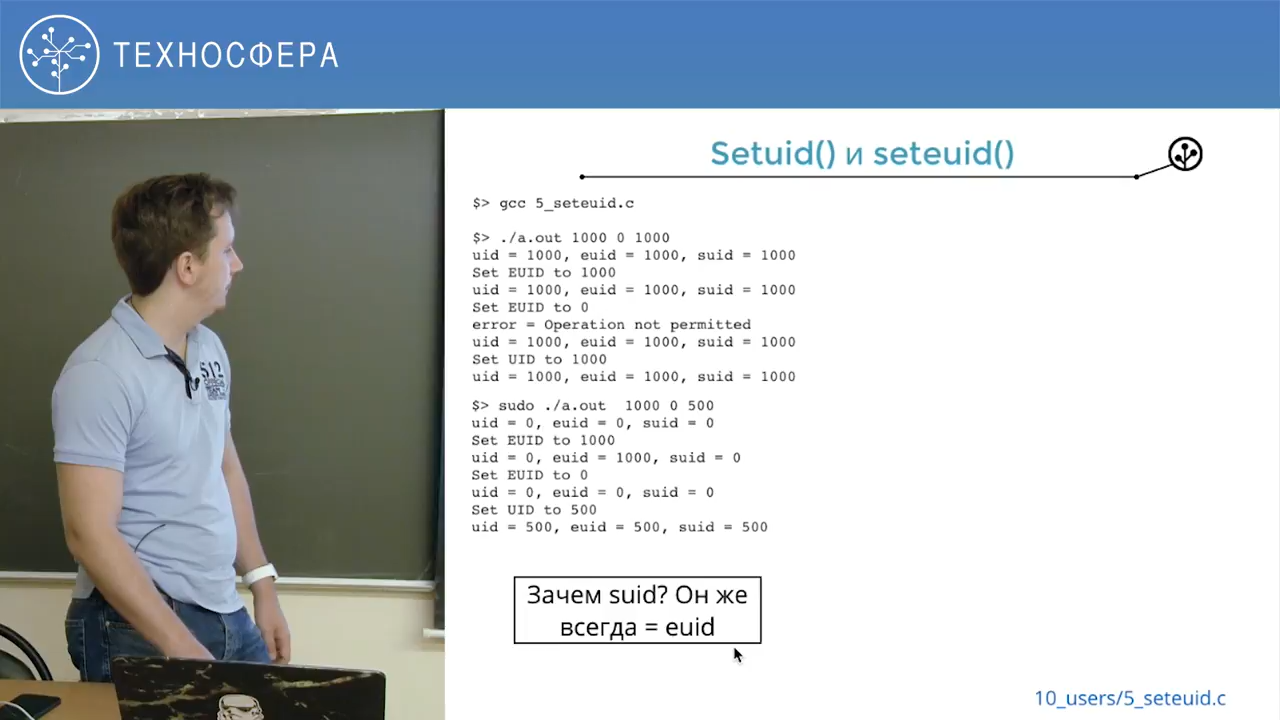 ТЕХНОСФЕРА
Setuid() и seteuid()
$> gcc 5_seteuid.c
$> ./a.out 1000 0 1000
uid = 1000, euid = 1000, suid = 1000
Set EUID to 1000
uid = 1000, euid = 1000, suid = 1000
Set EUID to 0
error = Operation not permitted
uid = 1000, euid = 1000, suid = 1000
Set UID to 1000
uid = 1000, euid = 1000, suid = 1000
$> sudo ./a.out  1000 0 500
uid = 0, euid = 0, suid = 0
Set EUID to 1000
uid = 0, euid = 1000, suid = 0
Set EUID to 0
uid = 0, euid = 0, suid = 0
Set UID to 500
uid = 500, euid = 500, suid = 500
Зачем suid? Он же
всегда = euid
10_users/5_seteuid.c
512